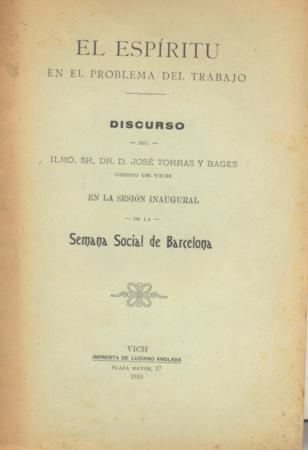 EL ESPÍRITU
EN EL PROBLEMA DEL TRABAJO
DISCURSO
— DEL —
ILMO. SR. DR. D. JOSÉ TORRAS Y BAGES
OBISPO DE VICH
EN LA SESIÓN INAUGURAL
— DE LA —
Semana Social de Barcelona
VICH
IMPRENTA DE LUCIANO ANGLADA
PLAZA MAYOR, 17
1910